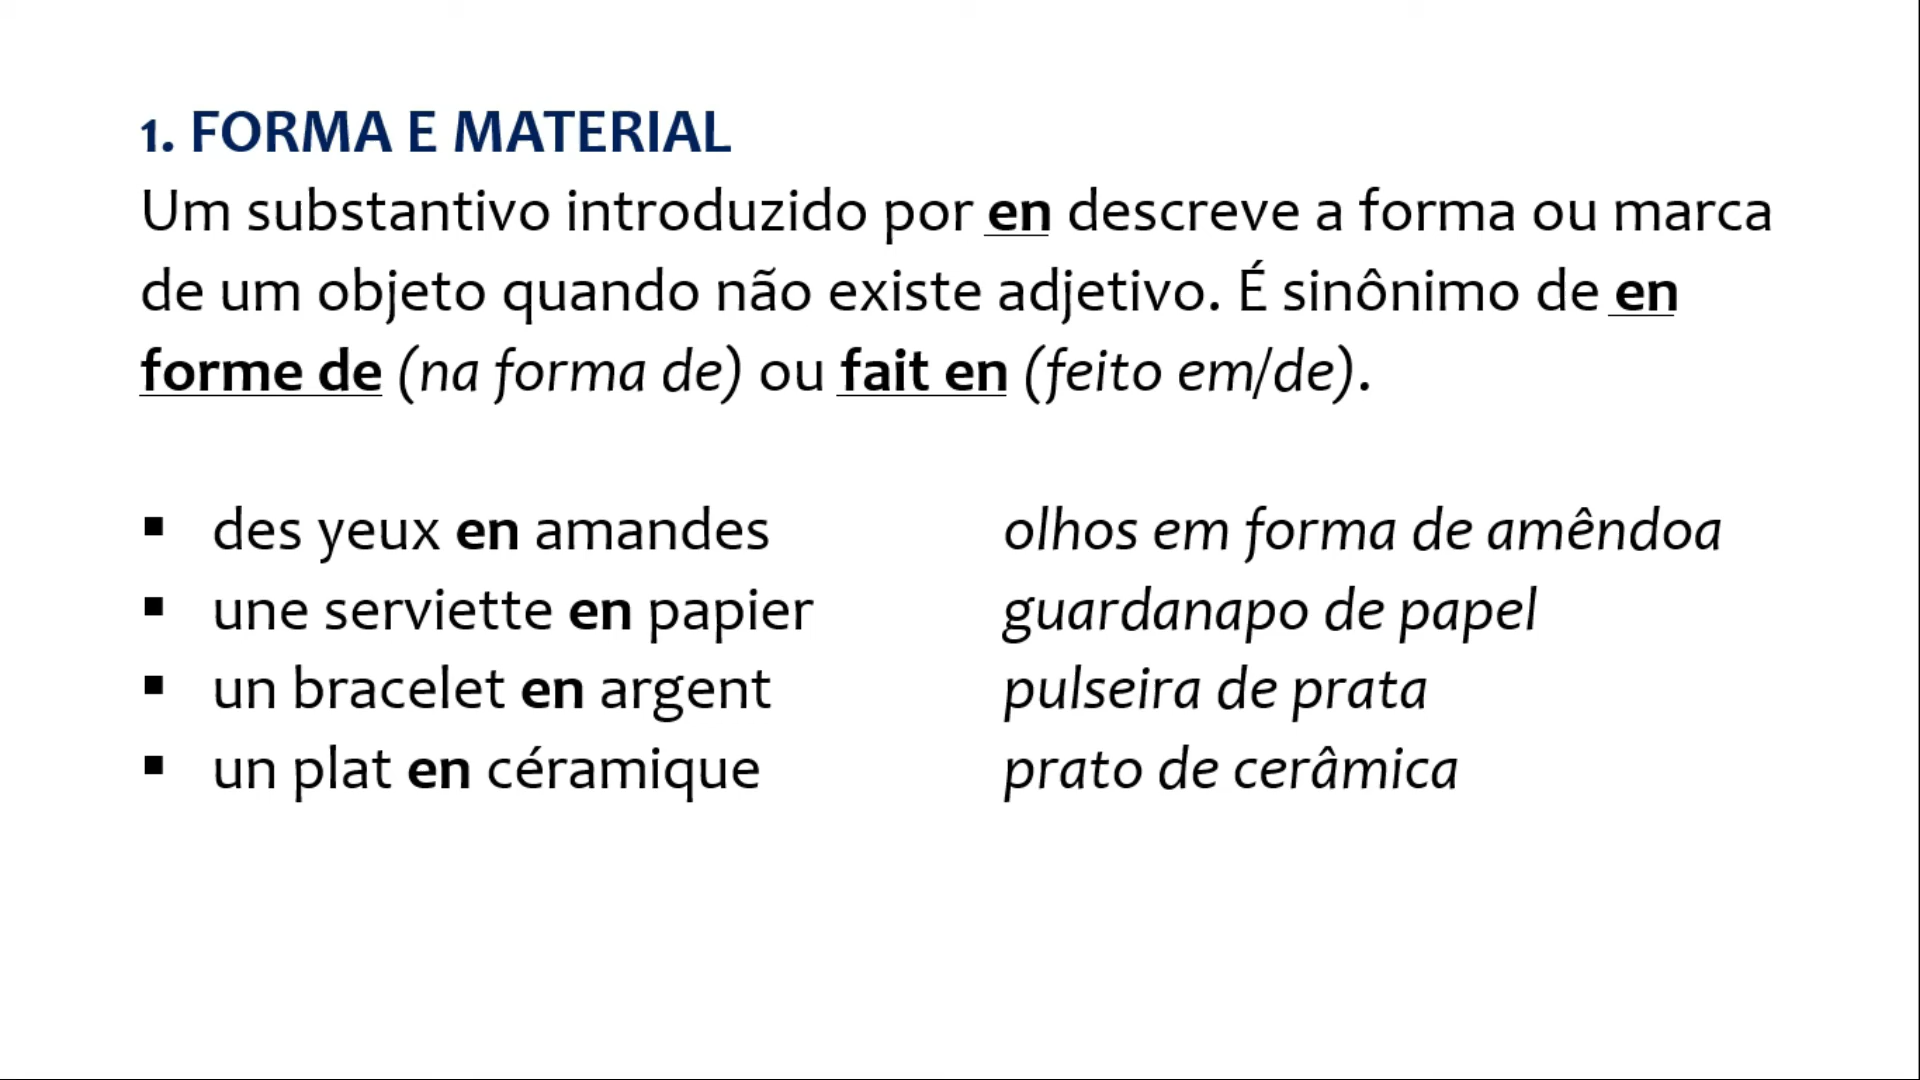 1. FORMA E MATERIAL
Um substantivo introduzido por en descreve a forma ou marca
de um objeto quando não existe adjetivo. É sinônimo de en
forme de (na forma de) ou fait en (feito em/de).
▪ des yeux en amandes olhos em forma de amêndoa
▪ une serviette en papier guardanapo de papel
▪ un bracelet en argent pulseira de prata
▪ un plat en céramique prato de cerâmica